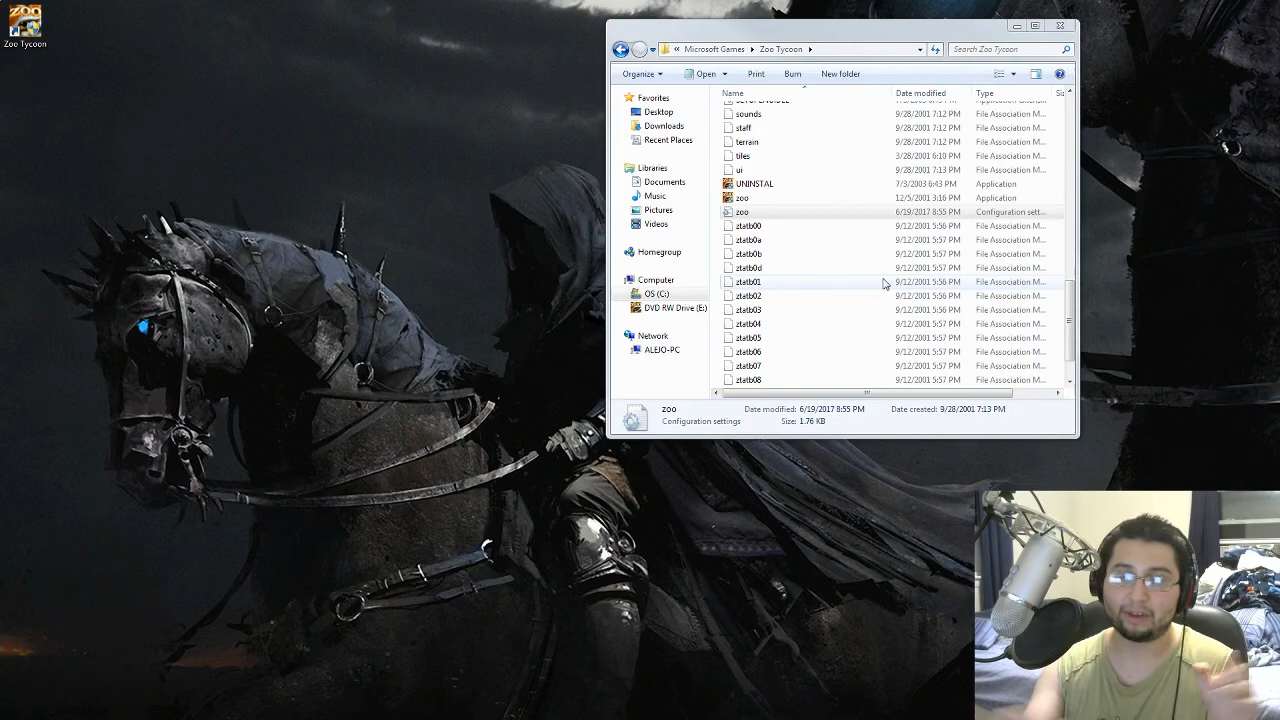 ZOO
Zoo Tycoon
« Microsoft Games Zoo Tycoon
Search Zoo Tycoon
Organize Open Print Burn New folder
Name Date modified Type Siz
sounds 9/28/2001 7:12 PM File Association M...
staff 9/28/2001 7:12 PM File Association M...
terrain 9/28/2001 7:12 PM File Association M...
tiles 3/28/2001 6:10 PM File Association M...
ui 9/28/2001 7:13 PM File Association M...
UNINSTAL 7/3/2003 6:43 PM Application
zoo 12/5/2001 3:16 PM Application
zoo 6/19/2017 8:55 PM Configuration sett...
ztatb00 9/12/2001 5:56 PM File Association M...
ztatb0a 9/12/2001 5:57 PM File Association M...
ztatb0b 9/12/2001 5:57 PM File Association M...
ztatb0d 9/12/2001 5:57 PM File Association M...
ztatb01 9/12/2001 5:56 PM File Association M...
ztatb02 9/12/2001 5:56 PM File Association M...
ztatb03 9/12/2001 5:56 PM File Association M...
ztatb04 9/12/2001 5:57 PM File Association M...
ztatb05 9/12/2001 5:57 PM File Association M...
ztatb06 9/12/2001 5:57 PM File Association M...
ztatb07 9/12/2001 5:57 PM File Association M...
ztatb08 9/12/2001 5:57 PM File Association M...
Favorites
Desktop
Downloads
Recent Places
Libraries
Documents
Music
Pictures
Videos
Homegroup
Computer
OS (C:)
DVD RW Drive (E:)
Network
ALEJO-PC
zoo Date modified: 6/19/2017 8:55 PM Date created: 9/28/2001 7:13 PM
Configuration settings Size: 1.76 KB